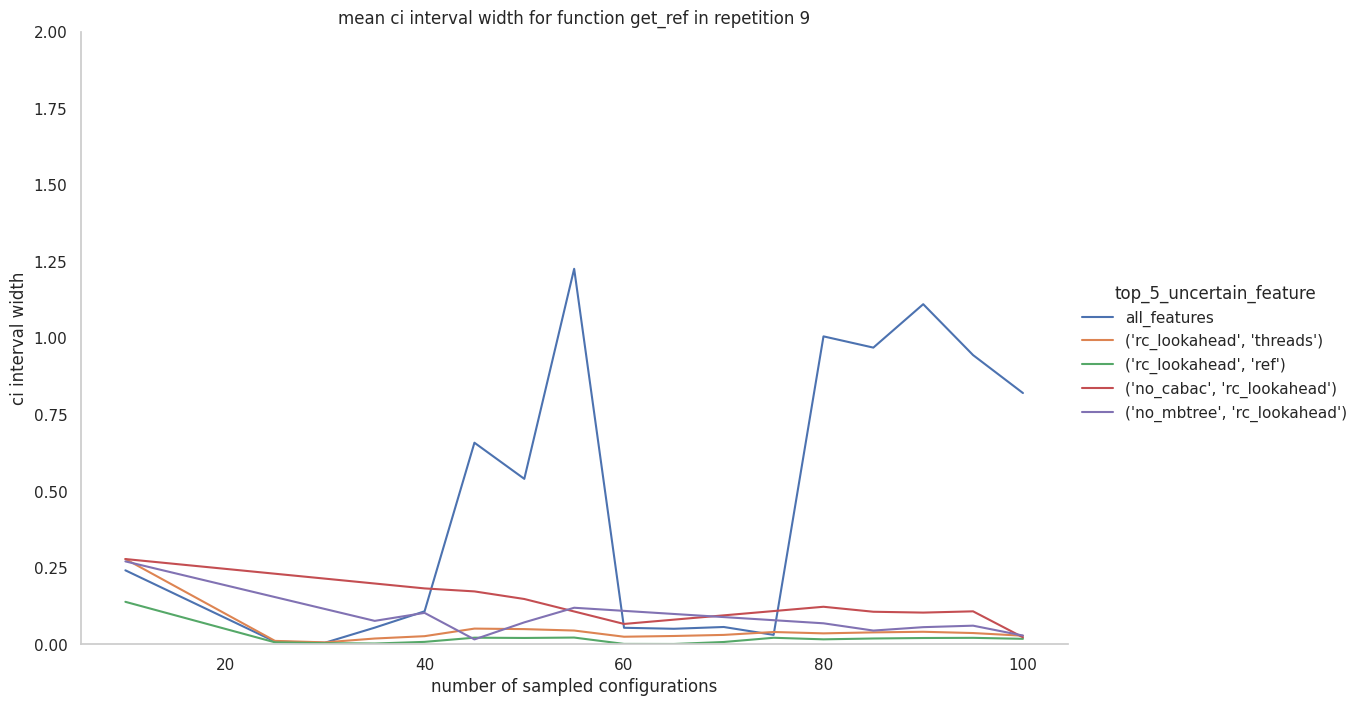 mean ci interval width for function get_ref in repetition 9
2.00
1.75
1.50
1.25
1.00
0.75
0.50
0.25
0.00
ci interval width
20
40
60
80
100
number of sampled configurations
top_5_uncertain_feature
all_features
('rc_lookahead', 'threads')
('rc_lookahead', 'ref')
('no_cabac', 'rc_lookahead')
('no_mbtree', 'rc_lookahead')